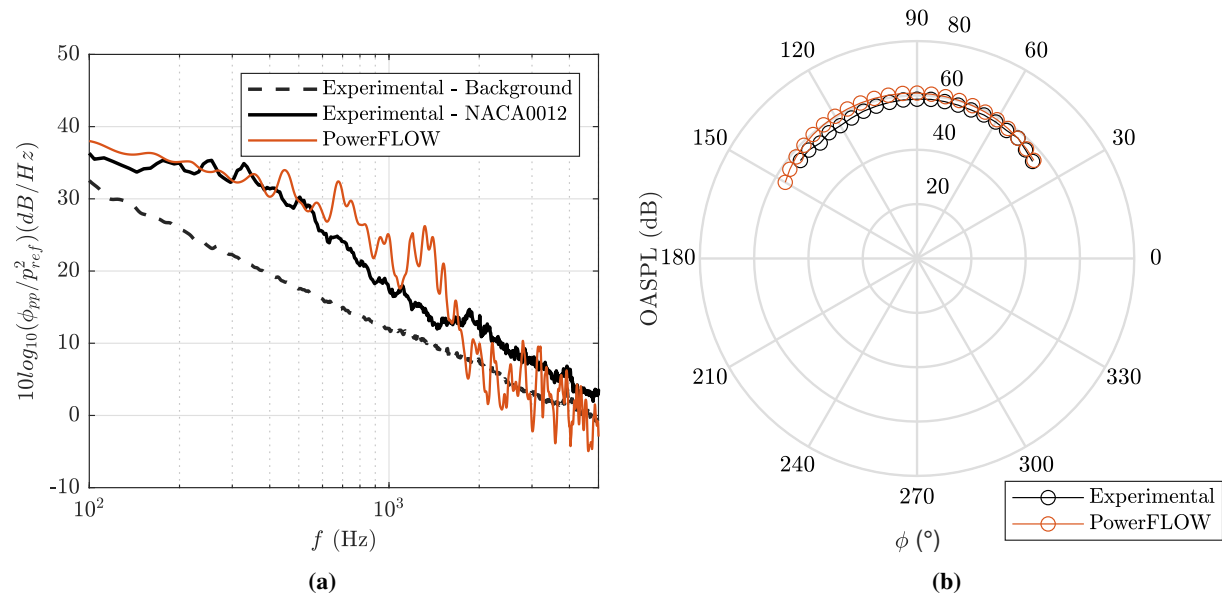 50
40
30
20
10
0
-10
10log₁₀(ϕₚₚ/p²ᵣₑf)(dB/Hz)
Experimental - Background
Experimental - NACA0012
PowerFLOW
10²
10³
f (Hz)
(a)
90
80
120
60
60
150
40
30
20
OASPL (dB)
180
0
210
330
240
300
270
Experimental
PowerFLOW
ϕ (°)
(b)